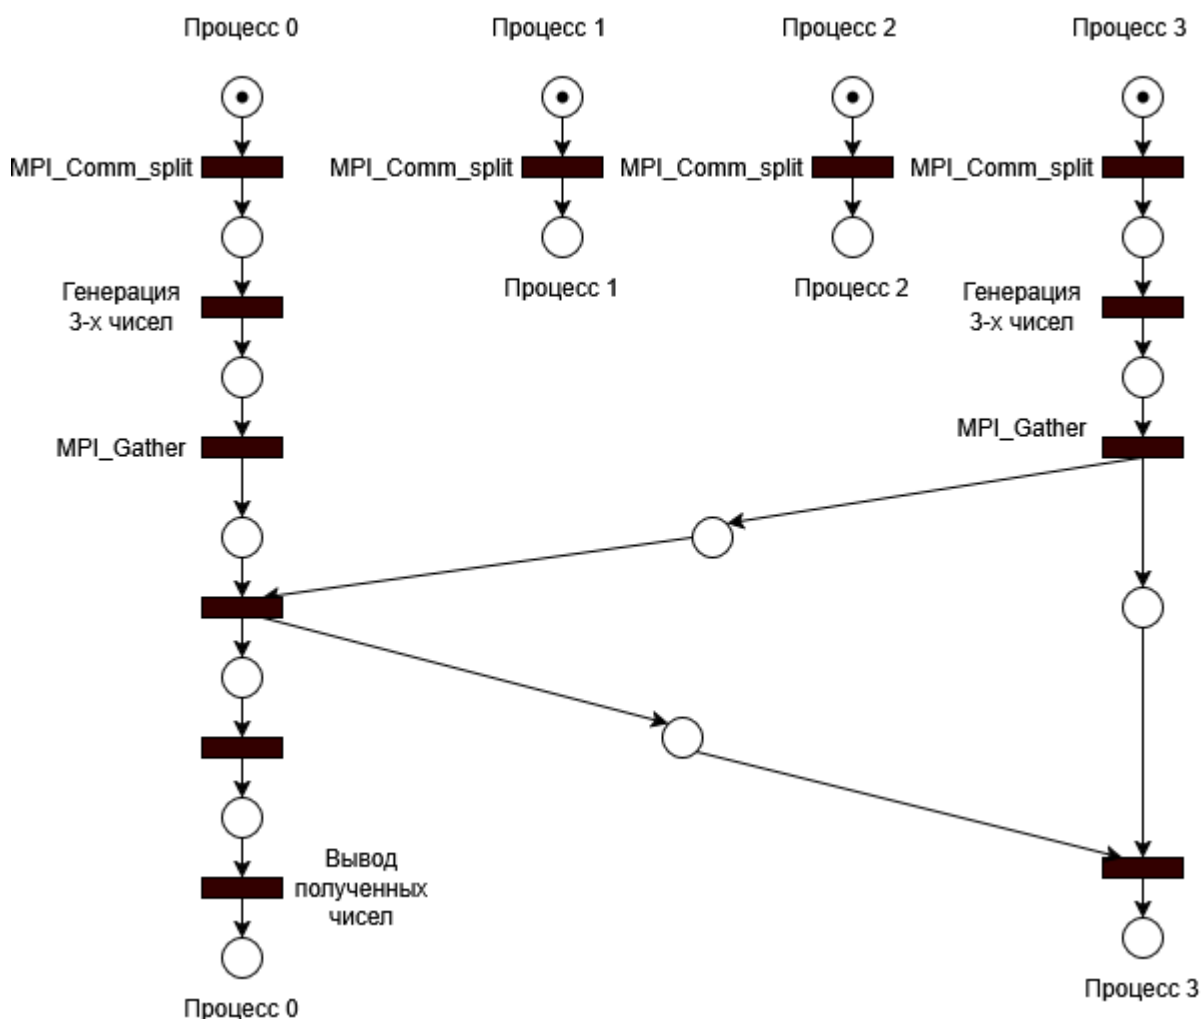 Процесс 0
Процесс 1
Процесс 2
Процесс 3
MPI_Comm_split
MPI_Comm_split
MPI_Comm_split
MPI_Comm_split
Процесс 1
Процесс 2
Генерация
3-х чисел
Генерация
3-х чисел
MPI_Gather
MPI_Gather
Вывод
полученных
чисел
Процесс 0
Процесс 3